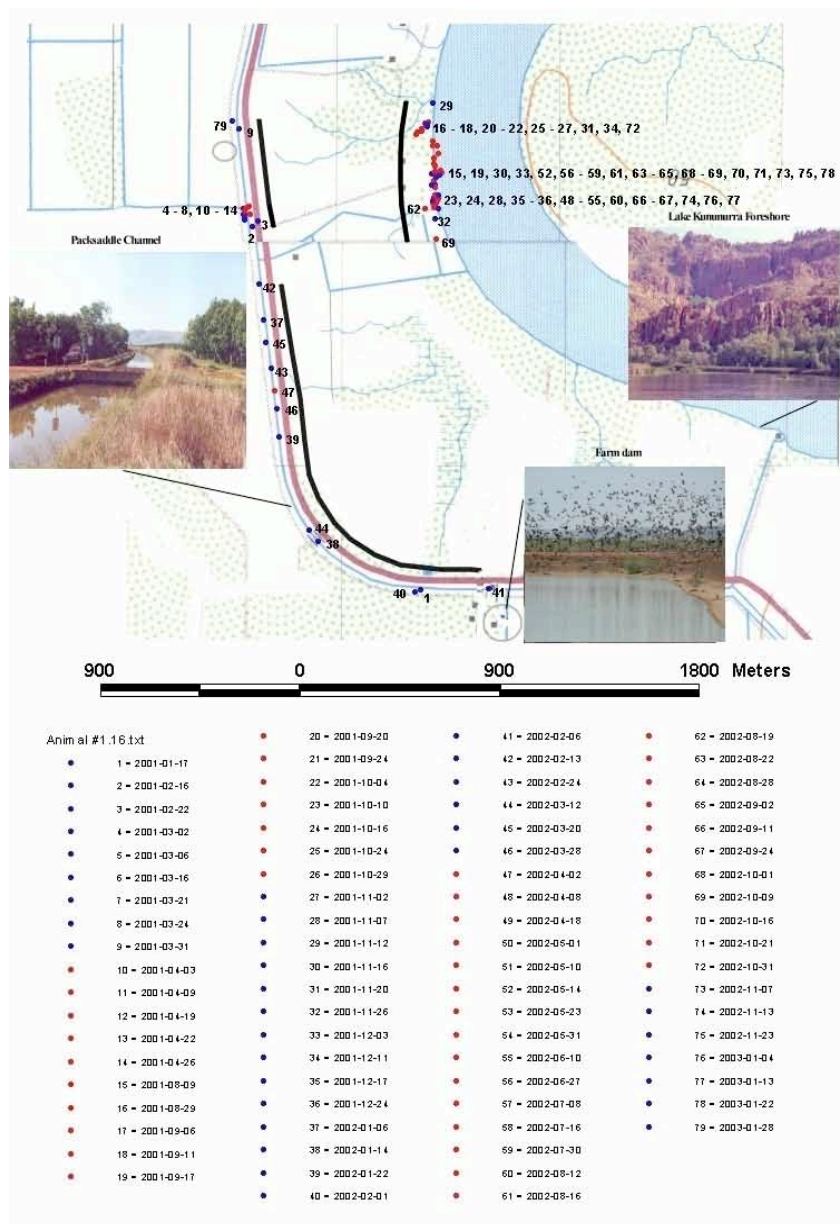 29
79
9
16 - 18, 20 - 22, 25 - 27, 31, 34, 72
15, 19, 30, 33, 52, 56 - 59, 61, 63 - 65, 68 - 69, 70, 71, 73, 75, 78
50
4 - 8, 10 - 14
3
2
62
23, 24, 28, 35 - 36, 48 - 55, 60, 66 - 67, 74, 76, 77
32
Lake Kununurra Foreshore
69
Packsaddle Channel
42
37
45
43
47
46
39
Farm dam
44
38
40
1
41
900 0 900 1800 Meters
Animal #1.16.txt
1 = 2001-01-17
2 = 2001-02-16
3 = 2001-02-22
4 = 2001-03-02
5 = 2001-03-06
6 = 2001-03-16
7 = 2001-03-21
8 = 2001-03-24
9 = 2001-03-31
10 = 2001-04-03
11 = 2001-04-09
12 = 2001-04-19
13 = 2001-04-22
14 = 2001-04-26
15 = 2001-08-09
16 = 2001-08-29
17 = 2001-09-06
18 = 2001-09-11
19 = 2001-09-17
20 = 2001-09-20
21 = 2001-09-24
22 = 2001-10-04
23 = 2001-10-10
24 = 2001-10-16
25 = 2001-10-24
26 = 2001-10-29
27 = 2001-11-02
28 = 2001-11-07
29 = 2001-11-12
30 = 2001-11-16
31 = 2001-11-20
32 = 2001-11-26
33 = 2001-12-03
34 = 2001-12-11
35 = 2001-12-17
36 = 2001-12-24
37 = 2002-01-06
38 = 2002-01-14
39 = 2002-01-22
40 = 2002-02-01
41 = 2002-02-06
42 = 2002-02-13
43 = 2002-02-24
44 = 2002-03-12
45 = 2002-03-20
46 = 2002-03-28
47 = 2002-04-02
48 = 2002-04-08
49 = 2002-04-18
50 = 2002-05-01
51 = 2002-05-10
52 = 2002-05-14
53 = 2002-05-23
54 = 2002-05-31
55 = 2002-06-10
56 = 2002-06-27
57 = 2002-07-08
58 = 2002-07-16
59 = 2002-07-30
60 = 2002-08-12
61 = 2002-08-16
62 = 2002-08-19
63 = 2002-08-22
64 = 2002-08-28
65 = 2002-09-02
66 = 2002-09-11
67 = 2002-09-24
68 = 2002-10-01
69 = 2002-10-09
70 = 2002-10-16
71 = 2002-10-21
72 = 2002-10-31
73 = 2002-11-07
74 = 2002-11-13
75 = 2002-11-23
76 = 2003-01-04
77 = 2003-01-13
78 = 2003-01-22
79 = 2003-01-28